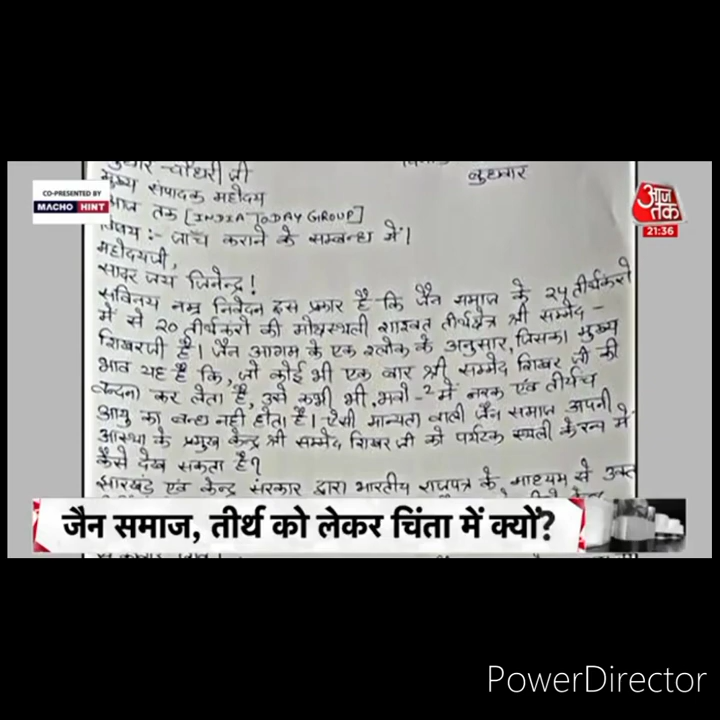 चौधरी जी
बुद्धवार
मुख्य संपादक महोदय
CO-PRESENTED BY
MACHO HINT
आज तक
21:36
आज तक [INDIA TODAY GROUP]
विषय :- जाँच कराने के सम्बन्ध में।
महोदयजी,
सादर जय जिनेन्द्र!
सविनय नम्र निवेदन इस प्रकार है कि जैन समाज के २४ तीर्थंकरो
में से २० तीर्थंकरो की मोक्षस्थली शाश्वत तीर्थक्षेत्र श्री सम्मेद -
शिखरजी है। जैन आगम के एक श्लोक के अनुसार, जिसका मुख्य
भाव यह है कि, जो कोई भी एक बार श्री सम्मेद शिखर जी की
वन्दना कर लेता है, उसे कभी भी, भवो-२ में नरक एंव तीर्यंच
आयु का बन्ध नही होता है। ऐसी मान्यता वाली जैन समाज अपनी
आस्था के प्रमुख केन्द्र श्री सम्मेद शिखर जी को पर्यटक स्थली के रुप में
कैसे देख सकता है?
झारखंड एंव केन्द्र सरकार द्वारा भारतीय राजपत्र के माध्यम से उक्त
जैन समाज, तीर्थ को लेकर चिंता में क्यों?
PowerDirector